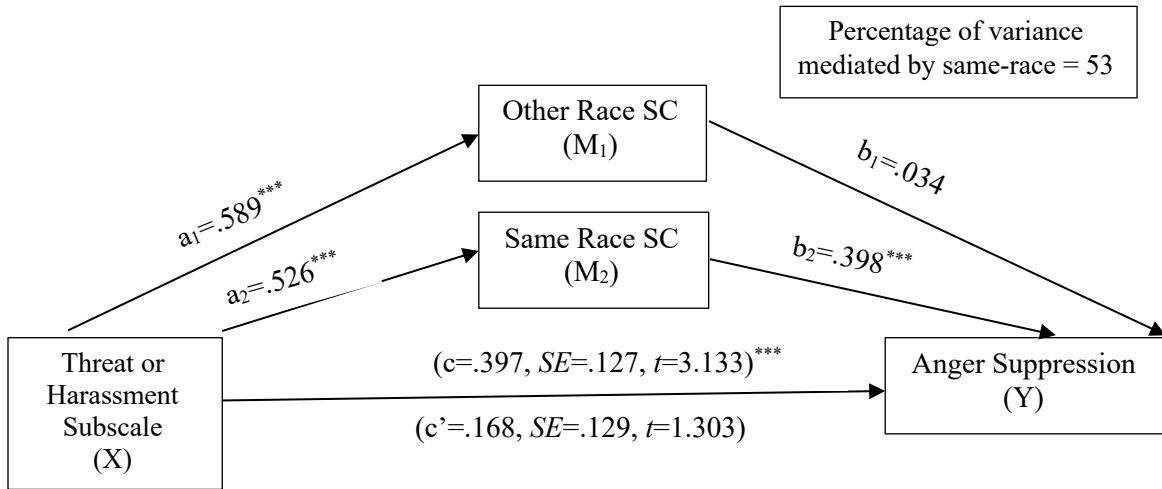 Percentage of variance
mediated by same-race = 53
Other Race SC
(M₁)
a₁=.589***
b₁=.034
Same Race SC
(M₂)
a₂=.526***
b₂=.398***
Threat or
Harassment
Subscale
(X)
(c=.397, SE=.127, t=3.133)***
(c’=.168, SE=.129, t=1.303)
Anger Suppression
(Y)